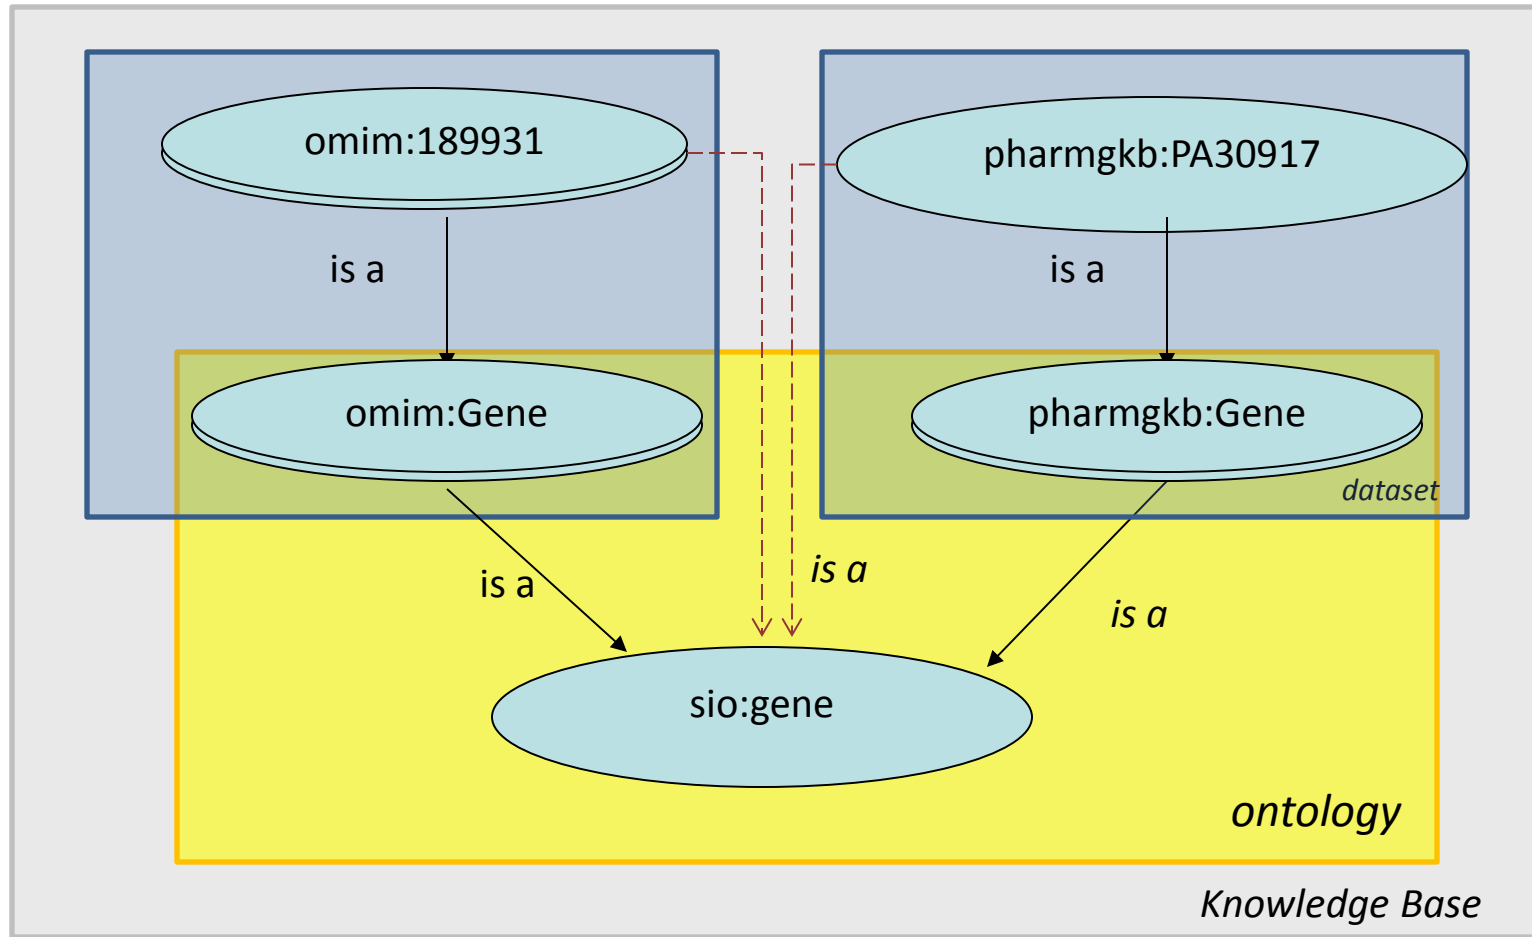 omim:189931
pharmgkb:PA30917
is a
is a
omim:Gene
pharmgkb:Gene
dataset
is a
is a
is a
sio:gene
ontology
Knowledge Base